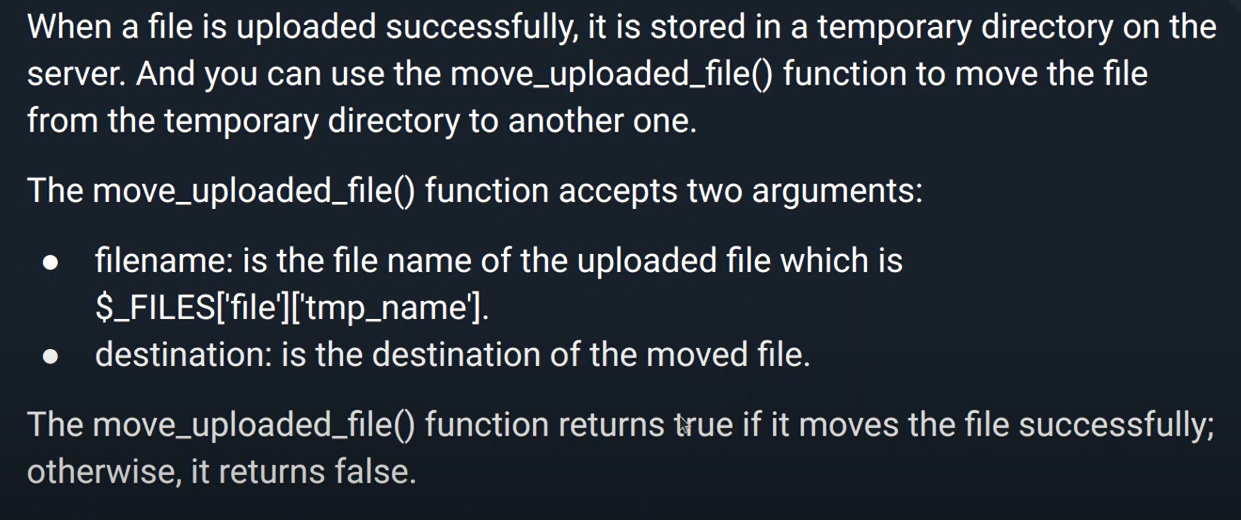 When a file is uploaded successfully, it is stored in a temporary directory on the
server. And you can use the move_uploaded_file() function to move the file
from the temporary directory to another one.
The move_uploaded_file() function accepts two arguments:
● filename: is the file name of the uploaded file which is
$_FILES['file']['tmp_name'].
● destination: is the destination of the moved file.
The move_uploaded_file() function returns true if it moves the file successfully;
otherwise, it returns false.